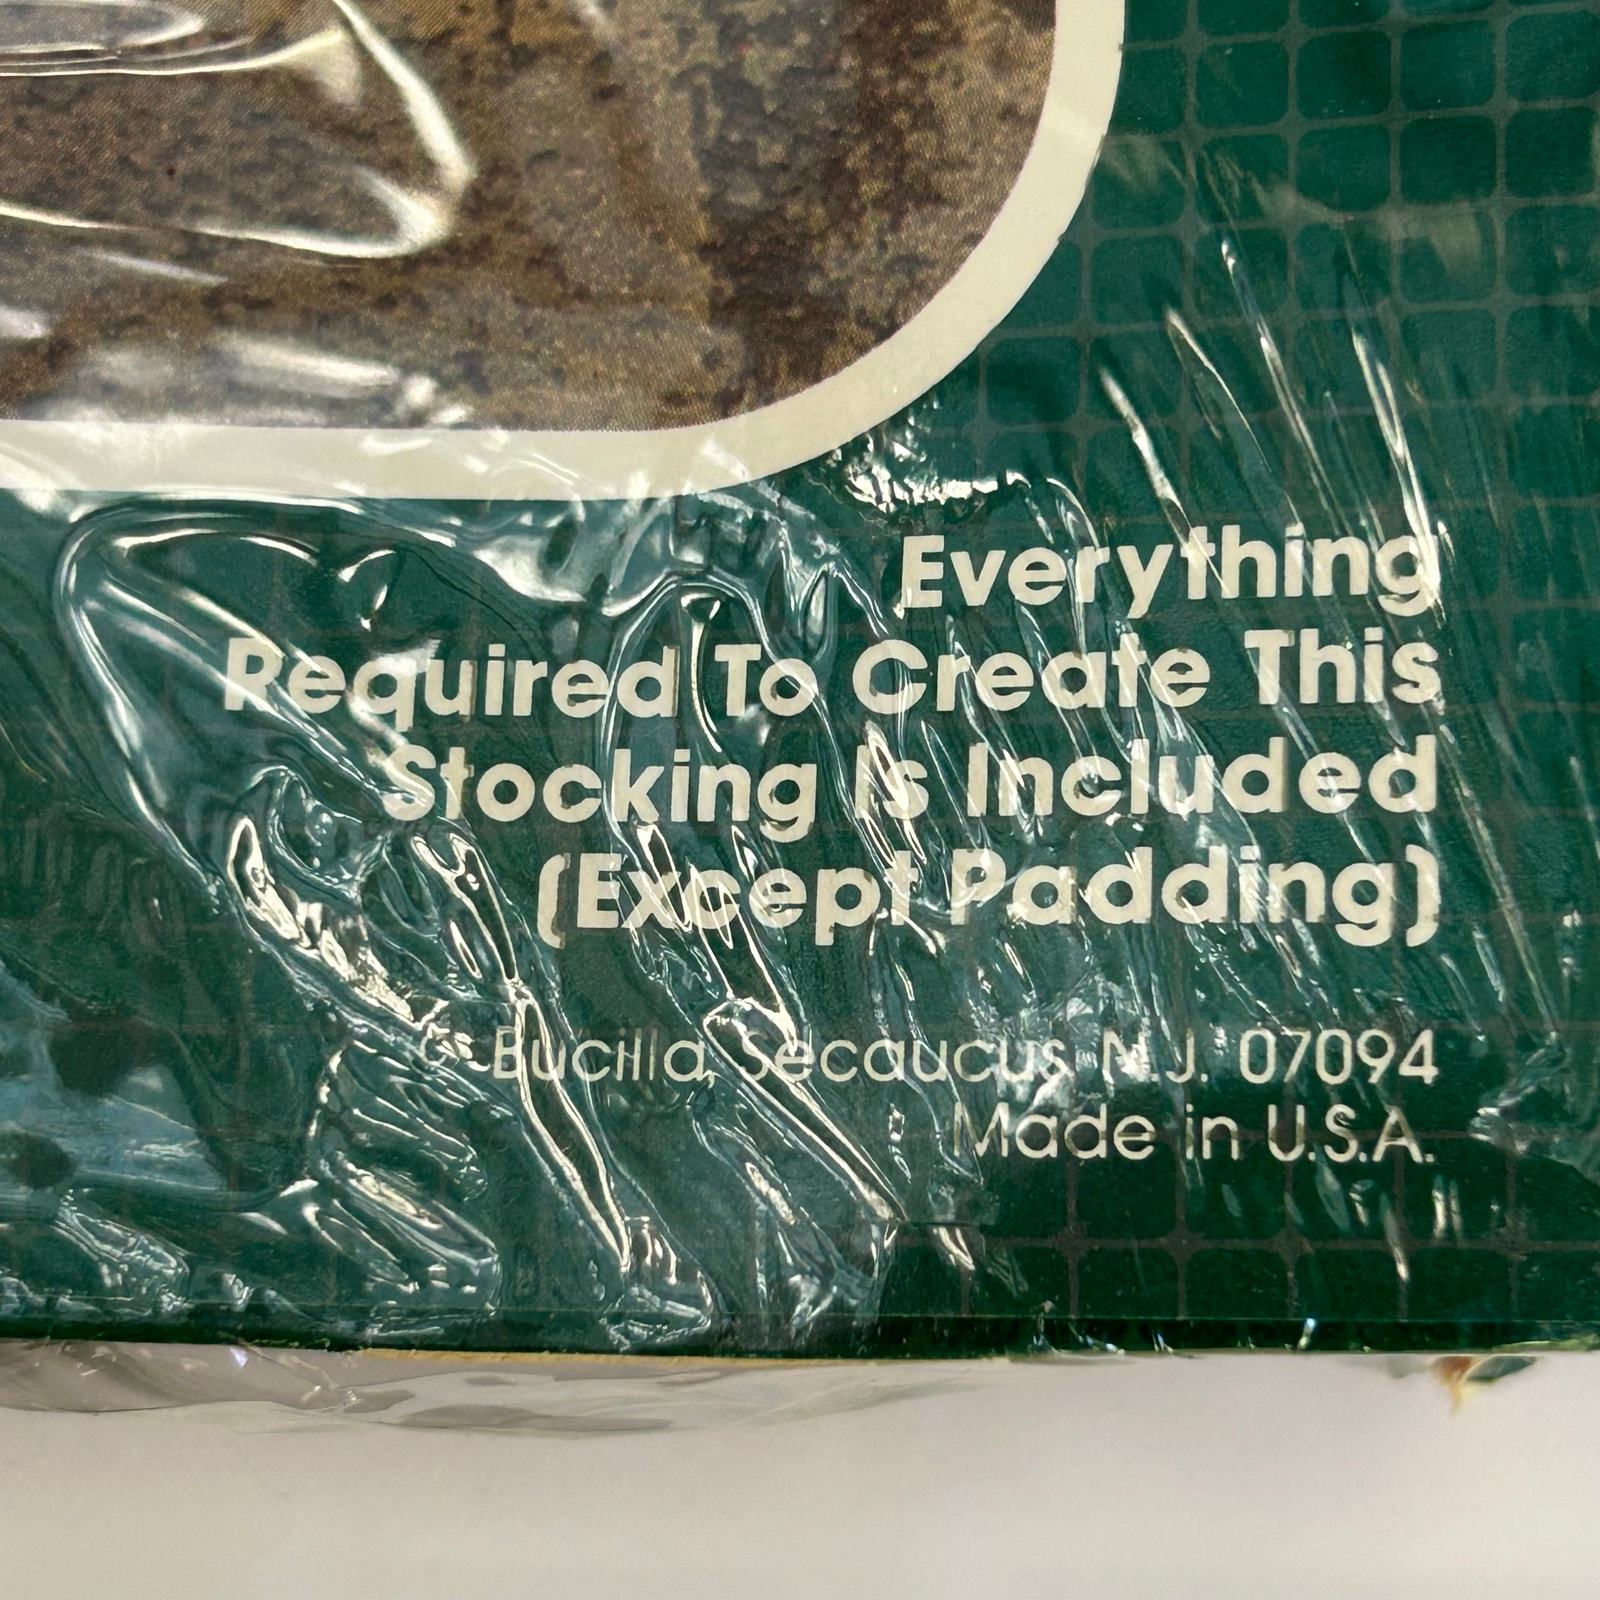 Everything
Required To Create This
Stocking Is Included
(Except Padding)
© Bucilla, Secaucus, N.J. 07094
Made in U.S.A.